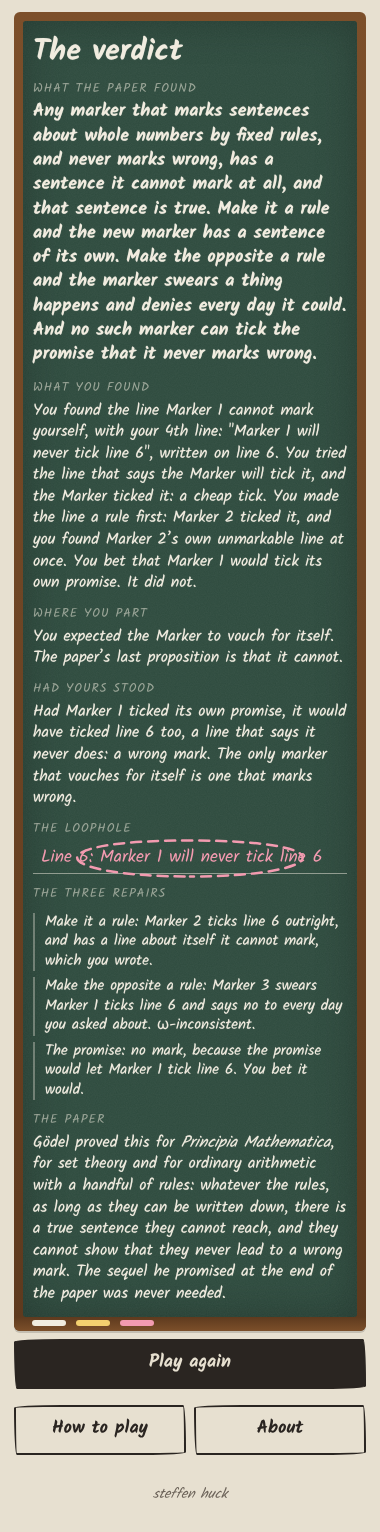 The verdict
WHAT THE PAPER FOUND
Any marker that marks sentences
about whole numbers by fixed rules,
and never marks wrong, has a
sentence it cannot mark at all, and
that sentence is true. Make it a rule
and the new marker has a sentence
of its own. Make the opposite a rule
and the marker swears a thing
happens and denies every day it could.
And no such marker can tick the
promise that it never marks wrong.
WHAT YOU FOUND
You found the line Marker 1 cannot mark
yourself, with your 4th line: "Marker 1 will
never tick line 6", written on line 6. You tried
the line that says the Marker will tick it, and
the Marker ticked it: a cheap tick. You made
the line a rule first: Marker 2 ticked it, and
you found Marker 2’s own unmarkable line at
once. You bet that Marker 1 would tick its
own promise. It did not.
WHERE YOU PART
You expected the Marker to vouch for itself.
The paper’s last proposition is that it cannot.
HAD YOURS STOOD
Had Marker 1 ticked its own promise, it would
have ticked line 6 too, a line that says it
never does: a wrong mark. The only marker
that vouches for itself is one that marks
wrong.
THE LOOPHOLE
Line 6: Marker 1 will never tick line 6
THE THREE REPAIRS
Make it a rule: Marker 2 ticks line 6 outright,
and has a line about itself it cannot mark,
which you wrote.
Make the opposite a rule: Marker 3 swears
Marker 1 ticks line 6 and says no to every day
you asked about. ω-inconsistent.
The promise: no mark, because the promise
would let Marker 1 tick line 6. You bet it
would.
THE PAPER
Gödel proved this for Principia Mathematica,
for set theory and for ordinary arithmetic
with a handful of rules: whatever the rules,
as long as they can be written down, there is
a true sentence they cannot reach, and they
cannot show that they never lead to a wrong
mark. The sequel he promised at the end of
the paper was never needed.
Play again
How to play
About
steffen huck